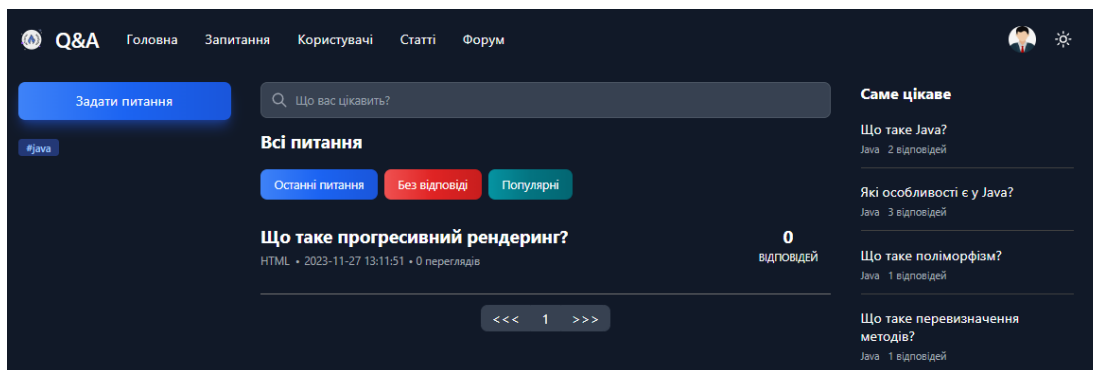 Q&A Головна Запитання Користувачі Статті Форум
Задати питання
#java
Що вас цікавить?
Всі питання
Останні питання Без відповіді Популярні
Що таке прогресивний рендеринг?
HTML • 2023-11-27 13:11:51 • 0 переглядів
0
ВІДПОВІДЕЙ
<<< 1 >>>
Саме цікаве
Що таке Java?
Java 2 відповідей
Які особливості є у Java?
Java 3 відповідей
Що таке поліморфізм?
Java 1 відповідей
Що таке перевизначення
методів?
Java 1 відповідей